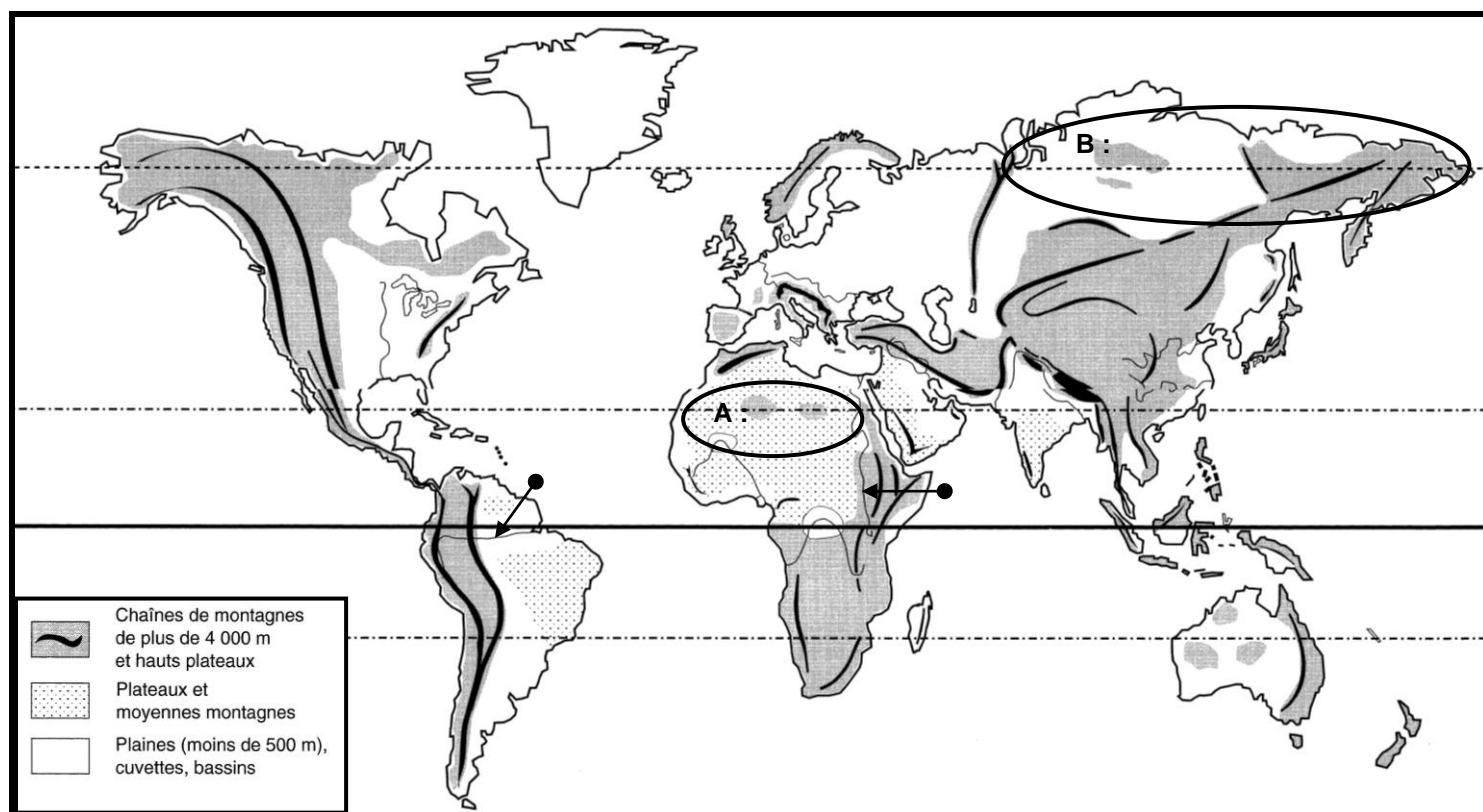 B :
A :
Chaînes de montagnes
de plus de 4 000 m
et hauts plateaux
Plateaux et
moyennes montagnes
Plaines (moins de 500 m),
cuvettes, bassins